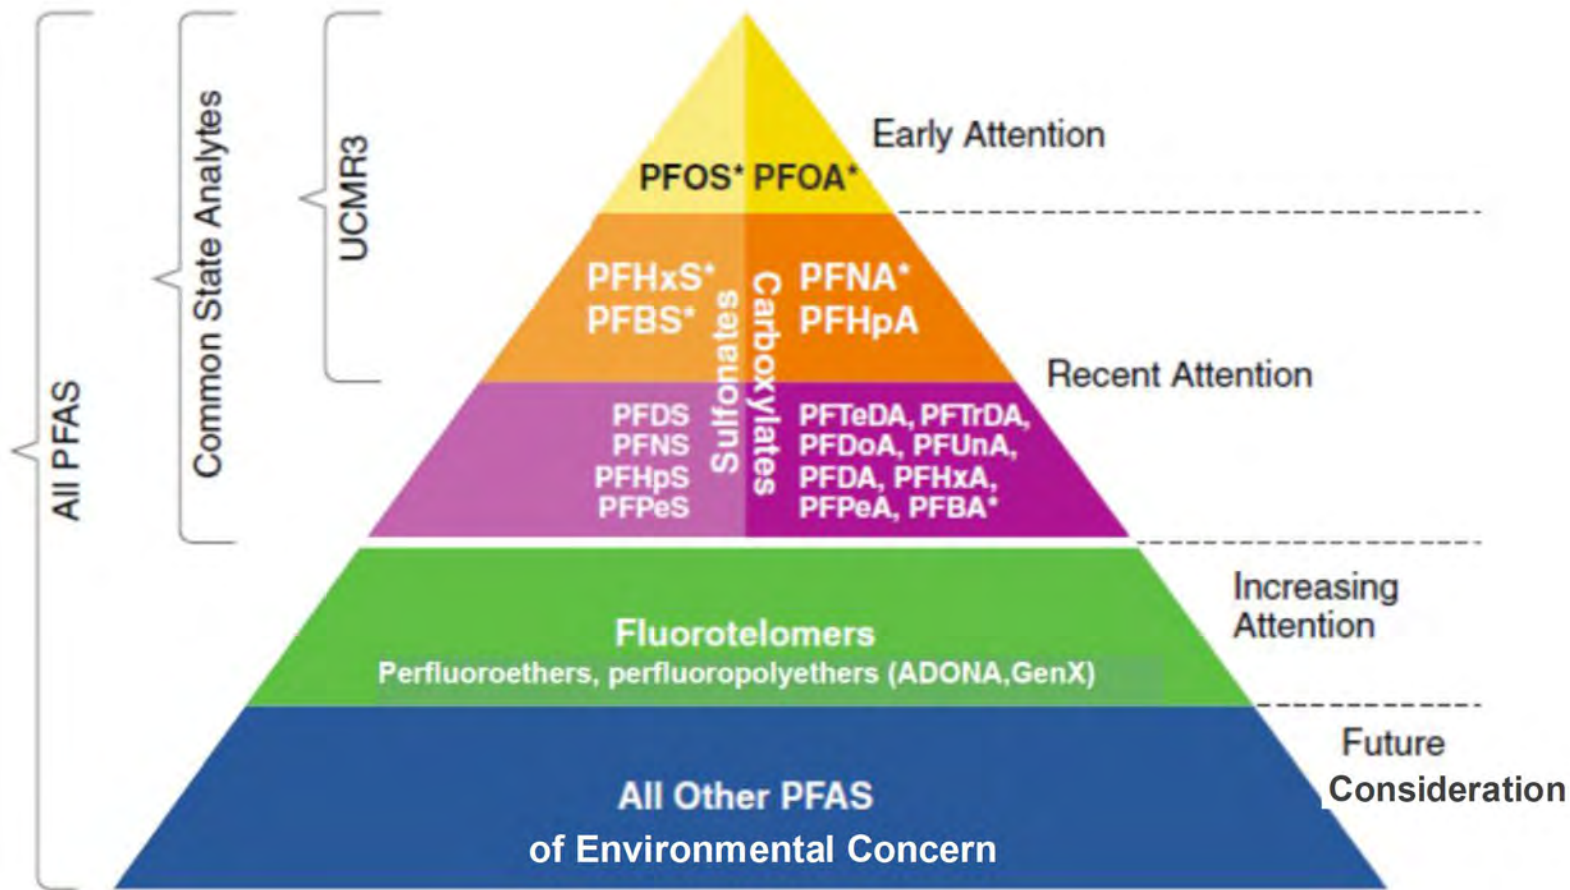 All PFAS
Common State Analytes
UCMR3
PFOS* PFOA*
Early Attention
PFHxS*
PFBS*
Sulfonates
Carboxylates
PFNA*
PFHpA
Recent Attention
PFDS
PFNS
PFHpS
PFPeS
PFTeDA, PFTrDA,
PFDoA, PFUnA,
PFDA, PFHxA,
PFPeA, PFBA*
Increasing
Attention
Fluorotelomers
Perfluoroethers, perfluoropolyethers (ADONA,GenX)
Future
Consideration
All Other PFAS
of Environmental Concern